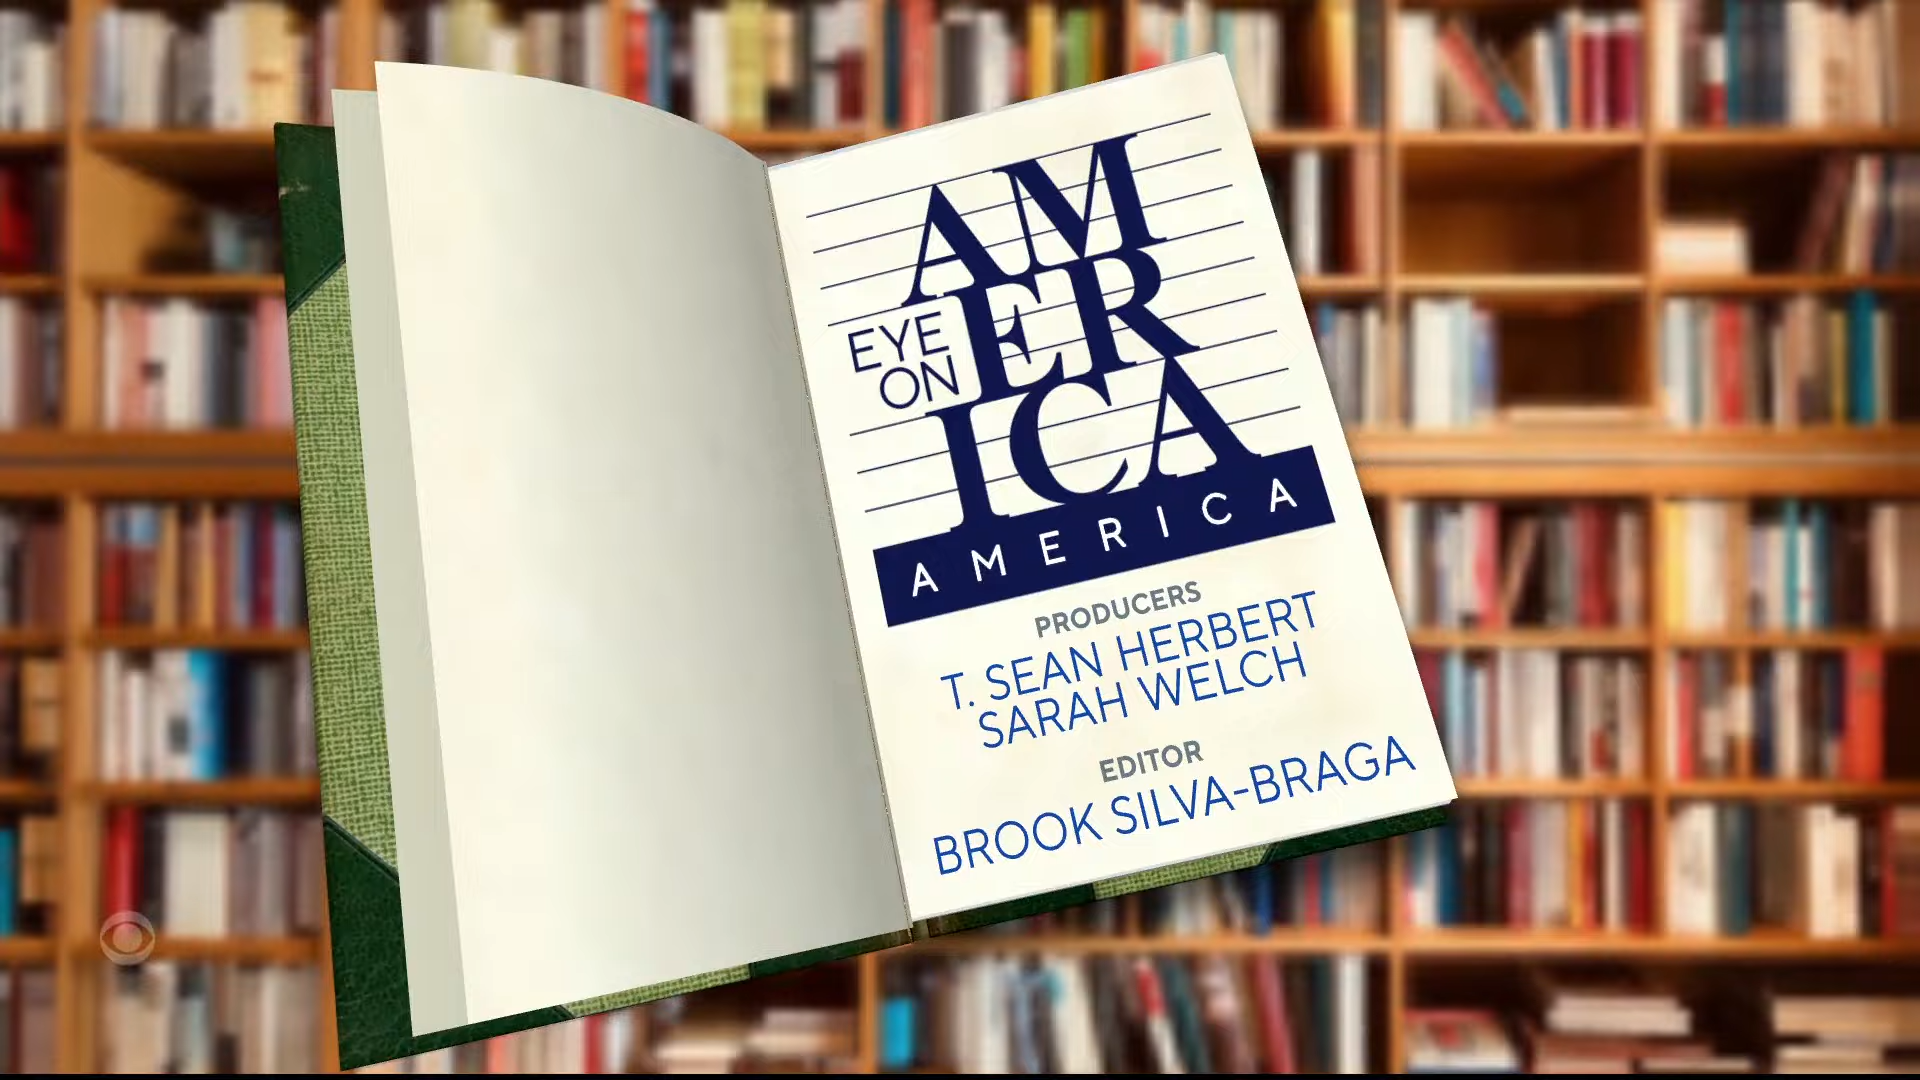 AM
EYE
ON
ER
ICA
AMERICA
PRODUCERS
T. SEAN HERBERT
SARAH WELCH
EDITOR
BROOK SILVA-BRAGA